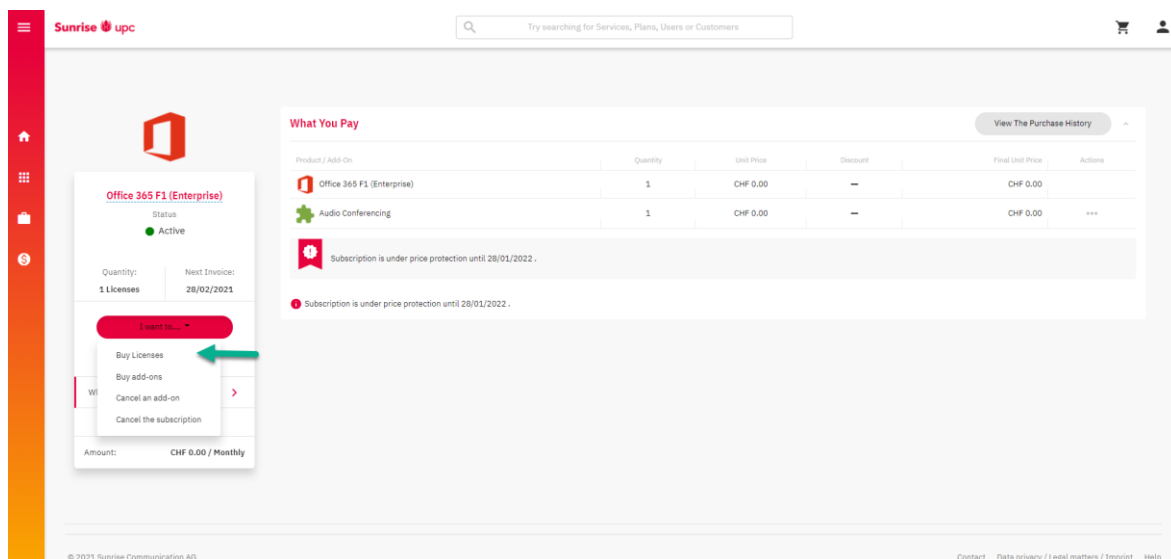 Sunrise upc
Try searching for Services, Plans, Users or Customers
Office 365 F1 (Enterprise)
Status
Active
Quantity: Next Invoice:
1 Licenses 28/02/2021
I want to...
Buy Licenses
Buy add-ons
Cancel an add-on
Cancel the subscription
Amount: CHF 0.00 / Monthly
What You Pay
View The Purchase History
Product / Add-On Quantity Unit Price Discount Final Unit Price Actions
Office 365 F1 (Enterprise) 1 CHF 0.00 — CHF 0.00
Audio Conferencing 1 CHF 0.00 — CHF 0.00
Subscription is under price protection until 28/01/2022 .
Subscription is under price protection until 28/01/2022 .
© 2021 Sunrise Communication AG
Contact Data privacy / Legal matters / Imprint Help